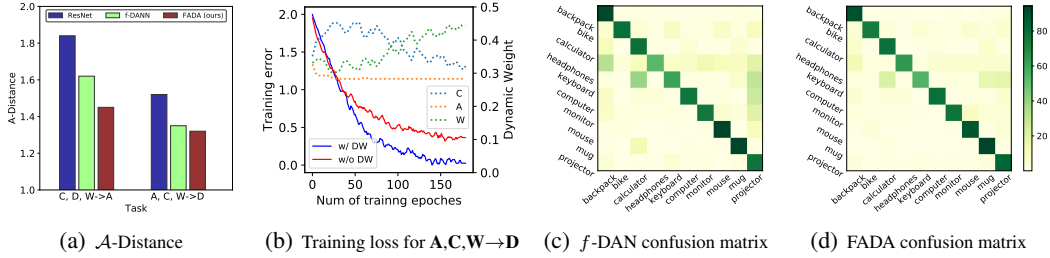 ResNet f-DANN FADA (ours)
2.0
1.8
1.6
1.4
1.2
1.0
A-Distance
C, D, W->A A, C, W->D
Task
(a) A-Distance
2.0
1.5
1.0
0.5
0.0
Training error
0.5
0.4
0.3
0.2
0.1
0.0
Dynamic Weight
C
A
W
w/ DW
w/o DW
0 50 100 150
Num of trainng epoches
(b) Training loss for A,C,W→D
backpack
bike
calculator
headphones
keyboard
computer
monitor
mouse
mug
projector
backpack
bike
calculator
headphones
keyboard
computer
monitor
mouse
mug
projector
(c) f-DAN confusion matrix
backpack
bike
calculator
headphones
keyboard
computer
monitor
mouse
mug
projector
backpack
bike
calculator
headphones
keyboard
computer
monitor
mouse
mug
projector
80
60
40
20
(d) FADA confusion matrix